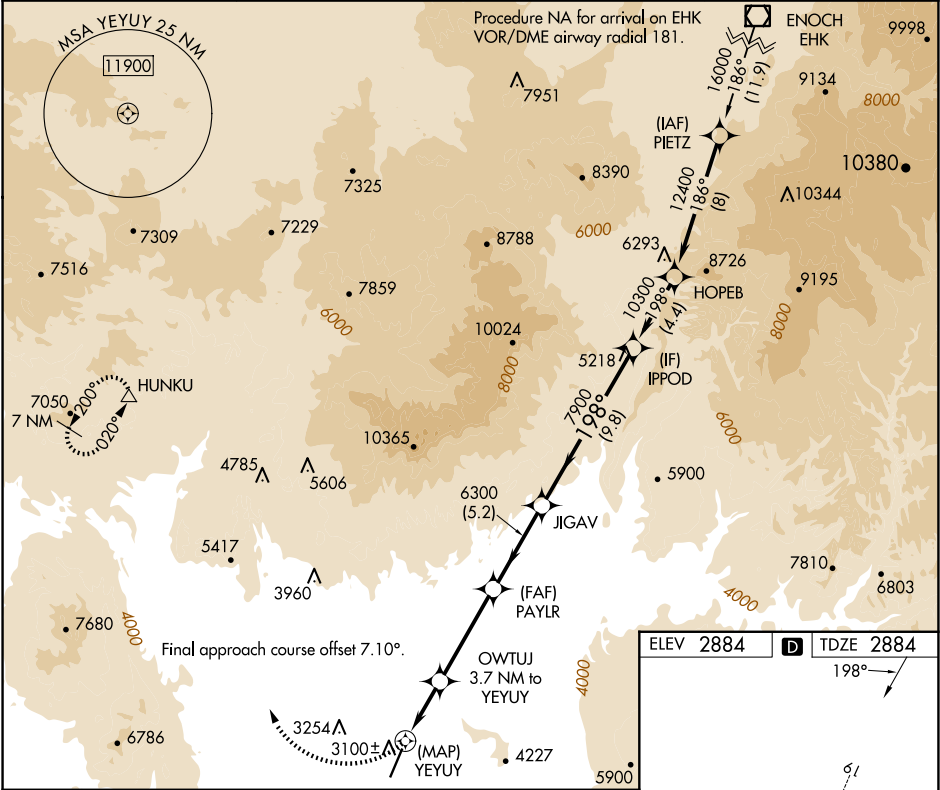 Procedure NA for arrival on EHK
VOR/DME airway radial 181.
ENOCH
EHK
9998
MSA YEYUY 25 NM
11900
7951
16000
186°
(11.9)
9134
8000
(IAF)
PIETZ
10380
7325
8390
12400
186°
(8)
10344
7309
7229
6000
8788
6293
8726
7516
HOPEB
9195
7859
10300
198°
(4.4)
6000
8000
10024
5218
(IF)
IPPOD
8000
7900
198°
(9.8)
HUNKU
7050
7 NM
200°
020°
6000
10365
4785
5606
5900
6300
(5.2)
JIGAV
5417
3960
7810
6803
(FAF)
PAYLR
4000
7680
4000
Final approach course offset 7.10°.
OWTUJ
3.7 NM to
YEYUY
4000
ELEV 2884
D
TDZE 2884
198°
3254
3100±
(MAP)
YEYUY
6786
4227
5900
19